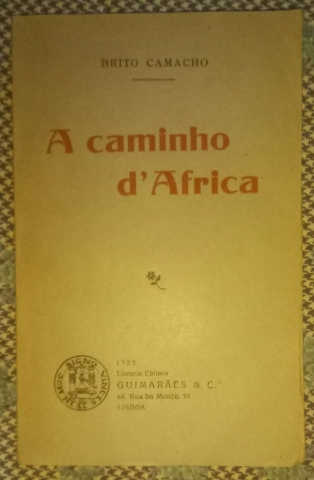 BRITO CAMACHO
A caminho
d'Africa
1923
Livraria Editora
GUIMARÃES & C.ª
68, Rua do Mundo, 70
LISBOA